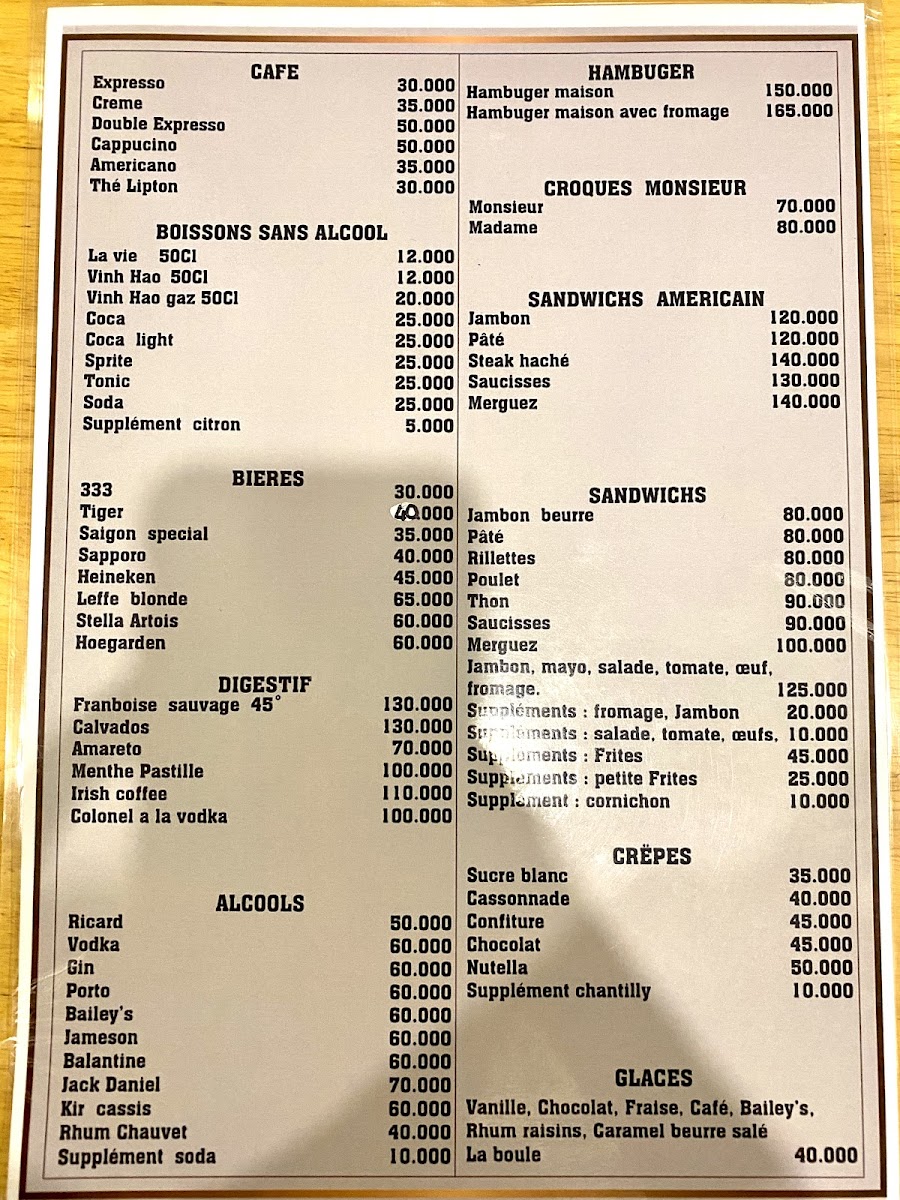 CAFE
Expresso 30.000
Creme 35.000
Double Expresso 50.000
Cappucino 50.000
Americano 35.000
Thé Lipton 30.000
BOISSONS SANS ALCOOL
La vie 50Cl 12.000
Vinh Hao 50Cl 12.000
Vinh Hao gaz 50Cl 20.000
Coca 25.000
Coca light 25.000
Sprite 25.000
Tonic 25.000
Soda 25.000
Supplément citron 5.000
BIERES
333 30.000
Tiger 40.000
Saigon special 35.000
Sapporo 40.000
Heineken 45.000
Leffe blonde 65.000
Stella Artois 60.000
Hoegarden 60.000
DIGESTIF
Franboise sauvage 45° 130.000
Calvados 130.000
Amareto 70.000
Menthe Pastille 100.000
Irish coffee 110.000
Colonel a la vodka 100.000
ALCOOLS
Ricard 50.000
Vodka 60.000
Gin 60.000
Porto 60.000
Bailey's 60.000
Jameson 60.000
Balantine 60.000
Jack Daniel 70.000
Kir cassis 60.000
Rhum Chauvet 40.000
Supplément soda 10.000
HAMBUGER
Hambuger maison 150.000
Hambuger maison avec fromage 165.000
CROQUES MONSIEUR
Monsieur 70.000
Madame 80.000
SANDWICHS AMERICAIN
Jambon 120.000
Pâté 120.000
Steak haché 140.000
Saucisses 130.000
Merguez 140.000
SANDWICHS
Jambon beurre 80.000
Pâté 80.000
Rillettes 80.000
Poulet 80.000
Thon 90.000
Saucisses 90.000
Merguez 100.000
Jambon, mayo, salade, tomate, œuf,
fromage. 125.000
Suppléments : fromage, Jambon 20.000
Suppléments : salade, tomate, œufs, 10.000
Suppléments : Frites 45.000
Suppléments : petite Frites 25.000
Supplément : cornichon 10.000
CRËPES
Sucre blanc 35.000
Cassonnade 40.000
Confiture 45.000
Chocolat 45.000
Nutella 50.000
Supplément chantilly 10.000
GLACES
Vanille, Chocolat, Fraise, Café, Bailey's,
Rhum raisins, Caramel beurre salé
La boule 40.000